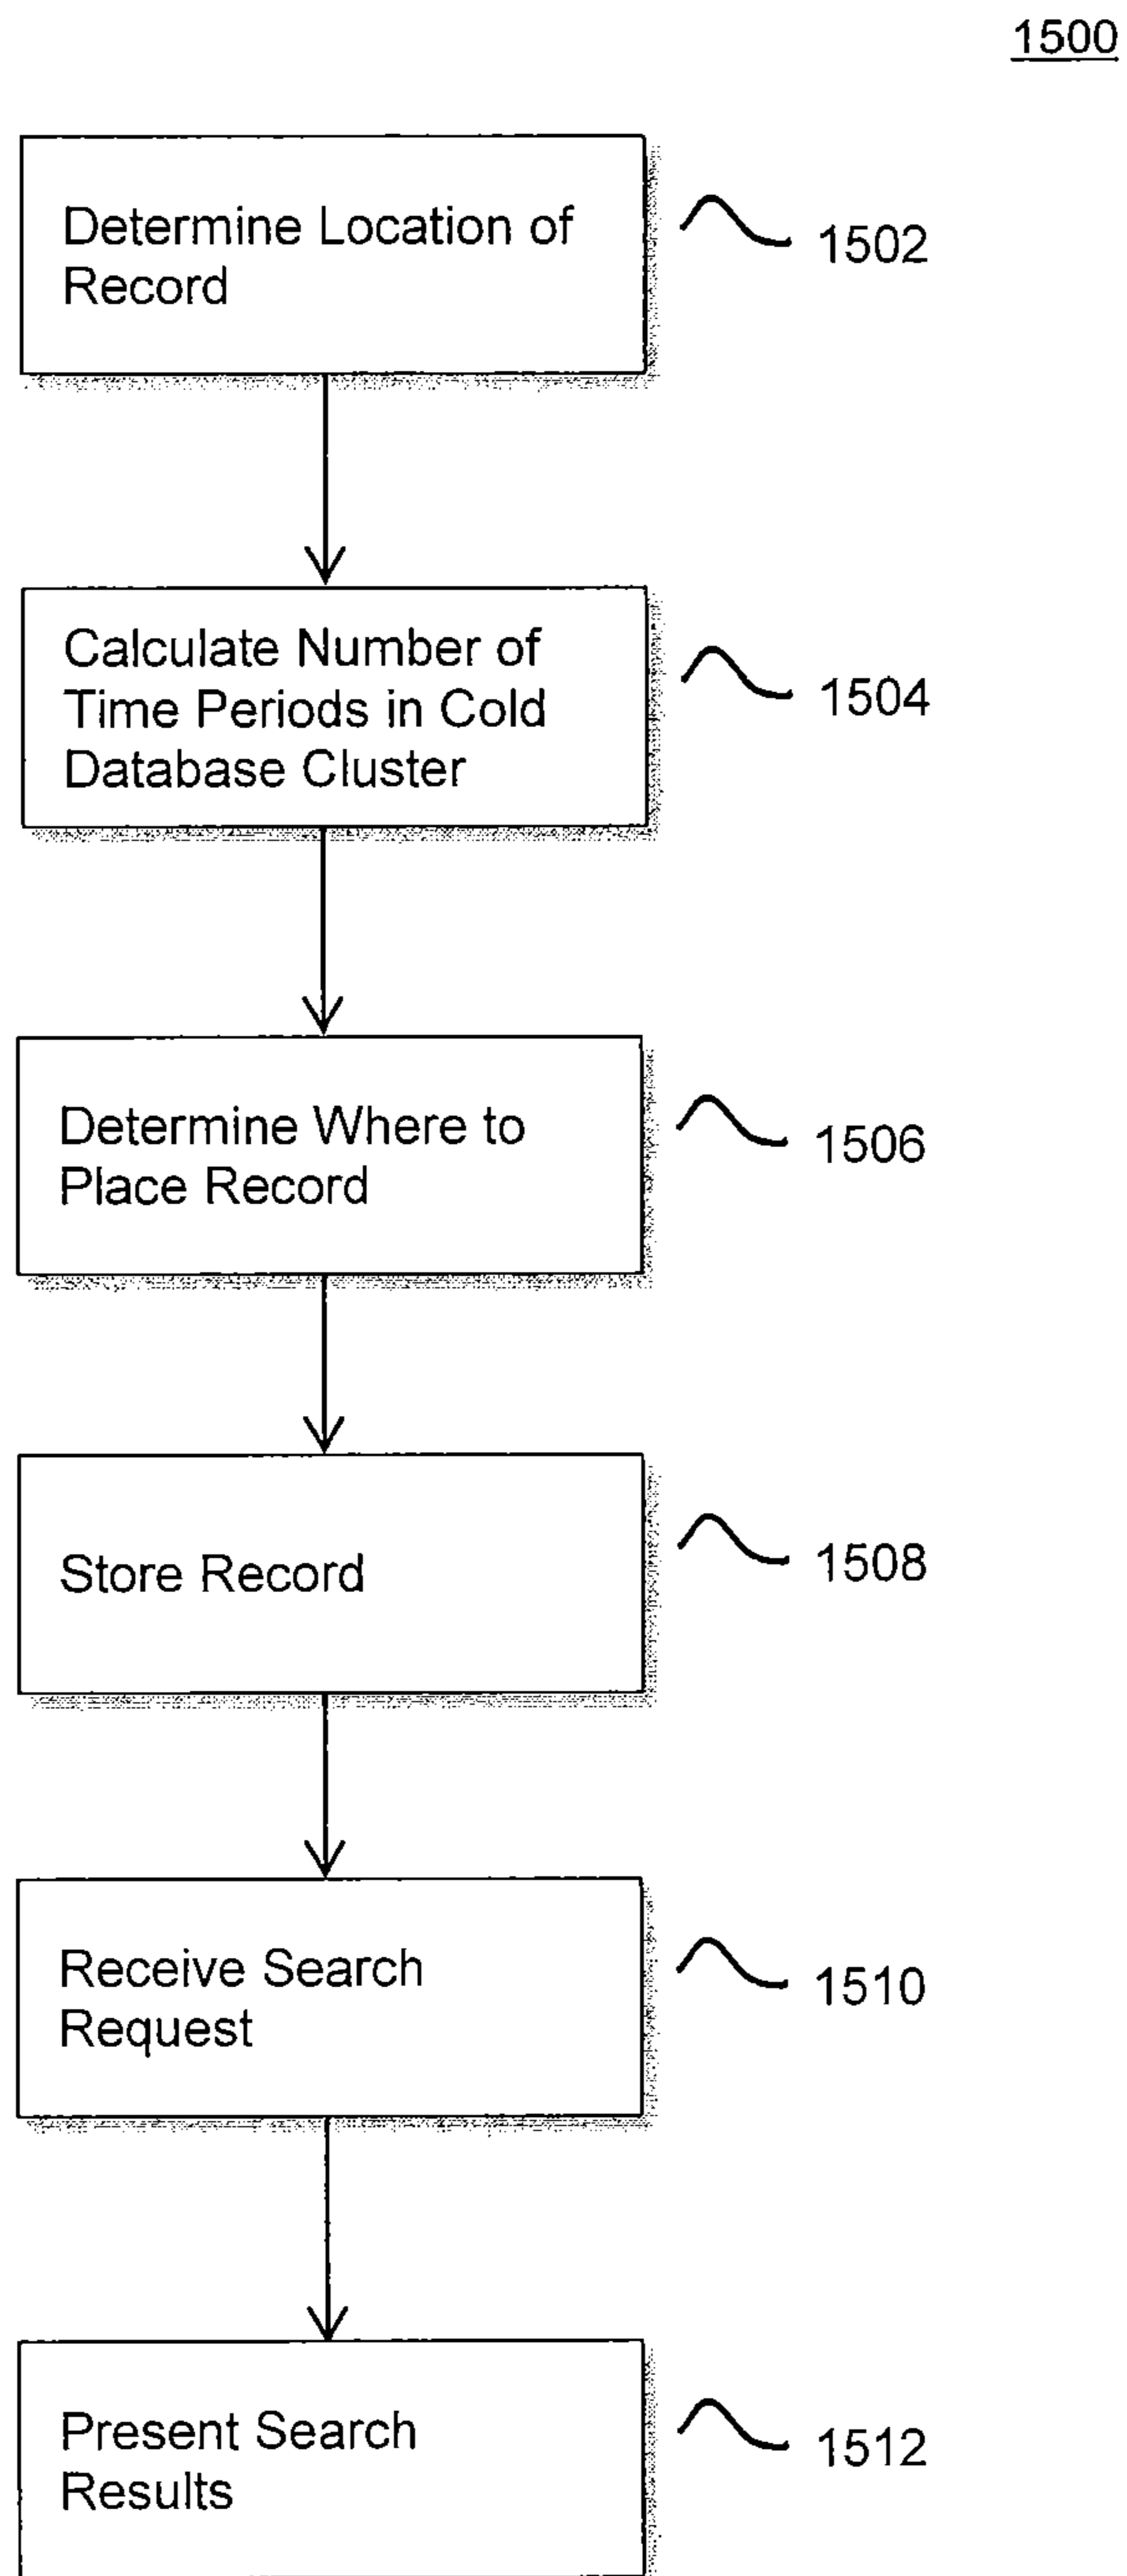 1500
Determine Location of
Record
1502
Calculate Number of
Time Periods in Cold
Database Cluster
1504
Determine Where to
Place Record
1506
Store Record
1508
Receive Search
Request
1510
Present Search
Results
1512